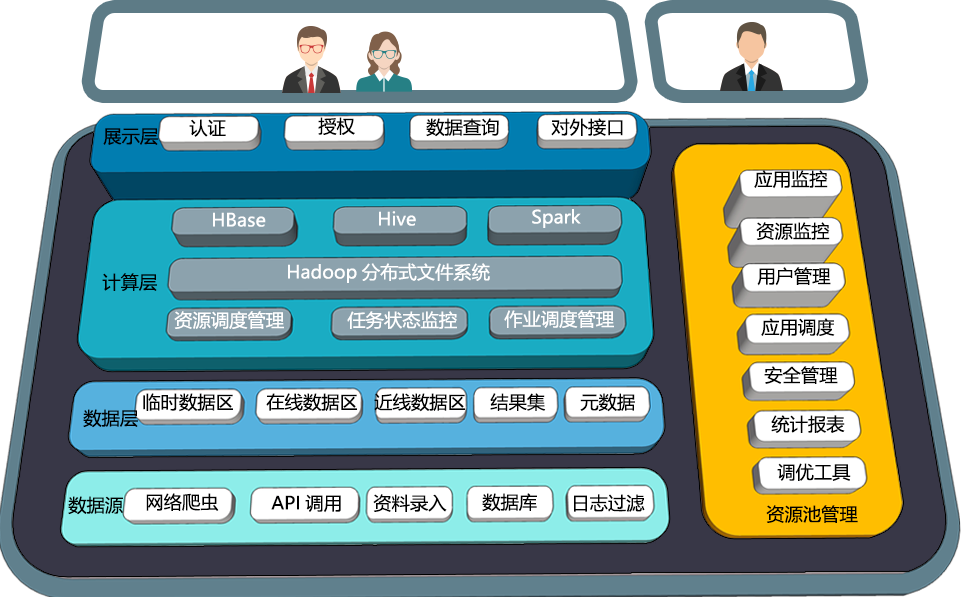 展示层
认证
授权
数据查询
对外接口
计算层
HBase
Hive
Spark
Hadoop 分布式文件系统
资源调度管理
任务状态监控
作业调度管理
数据层
临时数据区
在线数据区
近线数据区
结果集
元数据
数据源
网络爬虫
API 调用
资料录入
数据库
日志过滤
应用监控
资源监控
用户管理
应用调度
安全管理
统计报表
调优工具
资源池管理